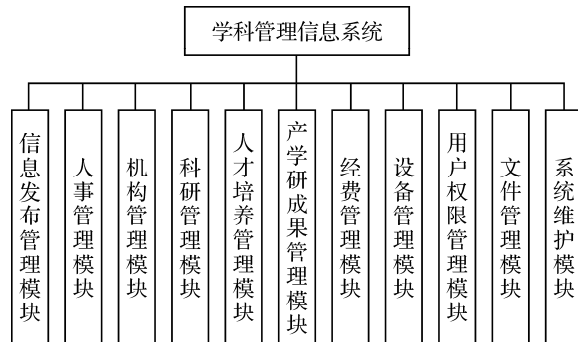 学科管理信息系统
信息发布管理模块
人事管理模块
机构管理模块
科研管理模块
人才培养管理模块
产学研成果管理模块
经费管理模块
设备管理模块
用户权限管理模块
文件管理模块
系统维护模块